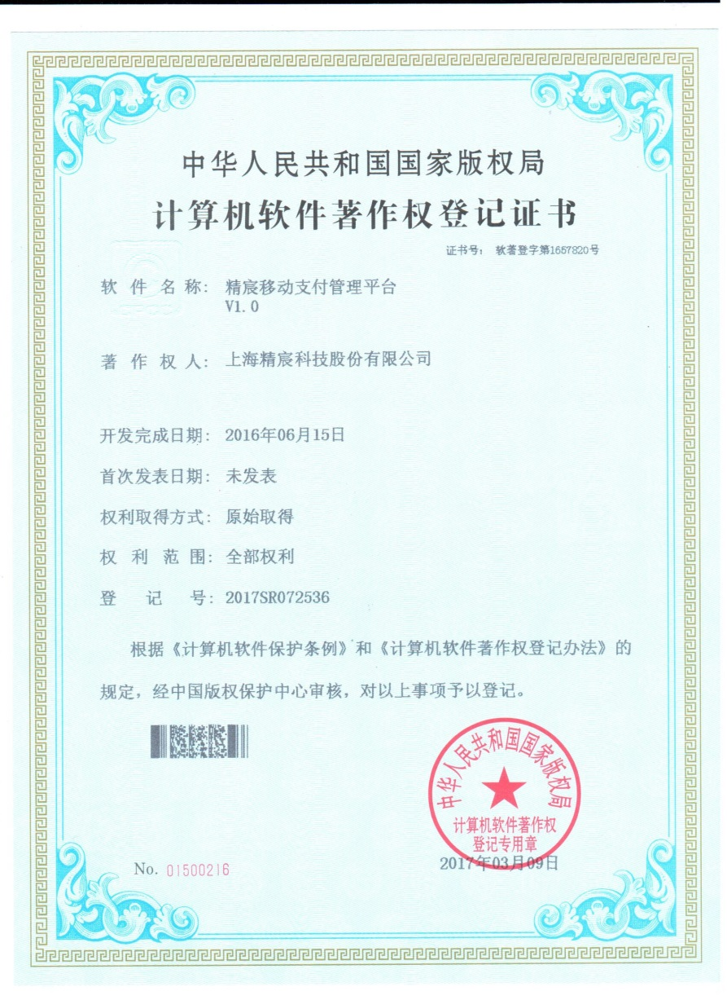 中华人民共和国国家版权局
计算机软件著作权登记证书
证书号： 软著登字第1657820号
软件名称： 精宸移动支付管理平台
V1.0
著作权人： 上海精宸科技股份有限公司
开发完成日期： 2016年06月15日
首次发表日期： 未发表
权利取得方式： 原始取得
权利范围： 全部权利
登记号： 2017SR072536
根据《计算机软件保护条例》和《计算机软件著作权登记办法》的
规定，经中国版权保护中心审核，对以上事项予以登记。
中华人民共和国国家版权局
计算机软件著作权
登记专用章
2017年03月09日
No. 01500216